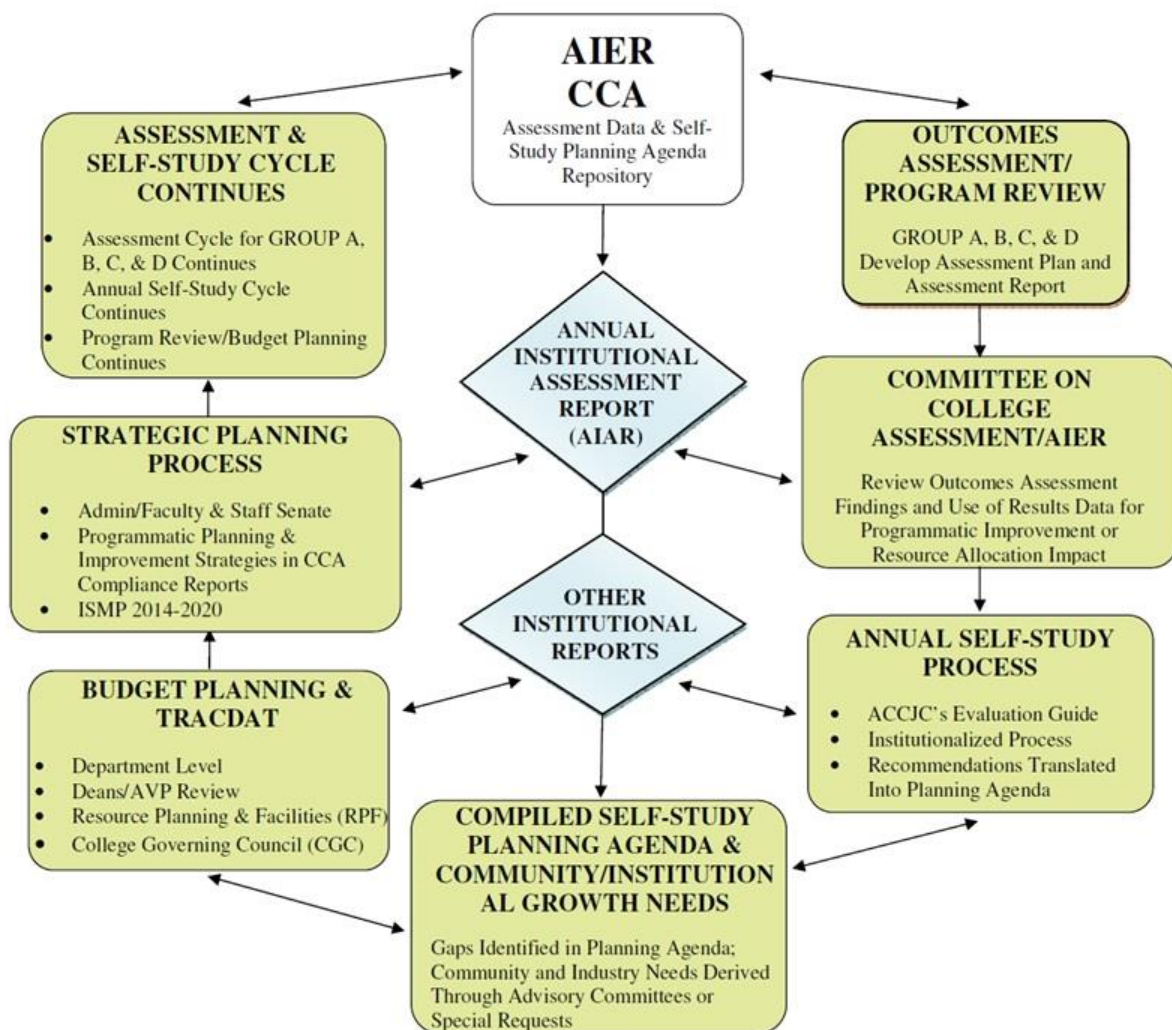 AIER
CCA
Assessment Data & Self-
Study Planning Agenda
Repository
ASSESSMENT &
SELF-STUDY CYCLE
CONTINUES
• Assessment Cycle for GROUP A,
B, C, & D Continues
• Annual Self-Study Cycle
Continues
• Program Review/Budget Planning
Continues
OUTCOMES
ASSESSMENT/
PROGRAM REVIEW
GROUP A, B, C, & D
Develop Assessment Plan and
Assessment Report
ANNUAL
INSTITUTIONAL
ASSESSMENT
REPORT
(AIAR)
STRATEGIC PLANNING
PROCESS
• Admin/Faculty & Staff Senate
• Programmatic Planning &
Improvement Strategies in CCA
Compliance Reports
• ISMP 2014-2020
COMMITTEE ON
COLLEGE
ASSESSMENT/AIER
Review Outcomes Assessment
Findings and Use of Results Data for
Programmatic Improvement or
Resource Allocation Impact
OTHER
INSTITUTIONAL
REPORTS
BUDGET PLANNING &
TRACDAT
• Department Level
• Deans/AVP Review
• Resource Planning & Facilities (RPF)
• College Governing Council (CGC)
ANNUAL SELF-STUDY
PROCESS
• ACCJC's Evaluation Guide
• Institutionalized Process
• Recommendations Translated
Into Planning Agenda
COMPILED SELF-STUDY
PLANNING AGENDA &
COMMUNITY/INSTITUTION
AL GROWTH NEEDS
Gaps Identified in Planning Agenda;
Community and Industry Needs Derived
Through Advisory Committees or
Special Requests